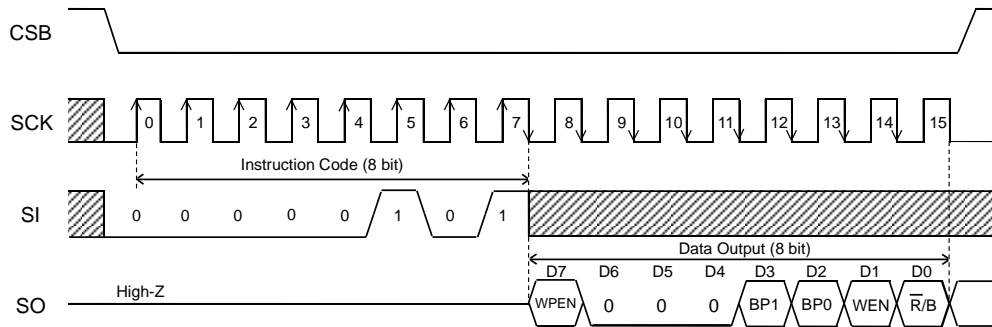 CSB
SCK
0 1 2 3 4 5 6 7 8 9 10 11 12 13 14 15
Instruction Code (8 bit)
SI
0 0 0 0 0 1 0 1
Data Output (8 bit)
D7 D6 D5 D4 D3 D2 D1 D0
High-Z
SO
WPEN 0 0 0 BP1 BP0 WEN R̅/B